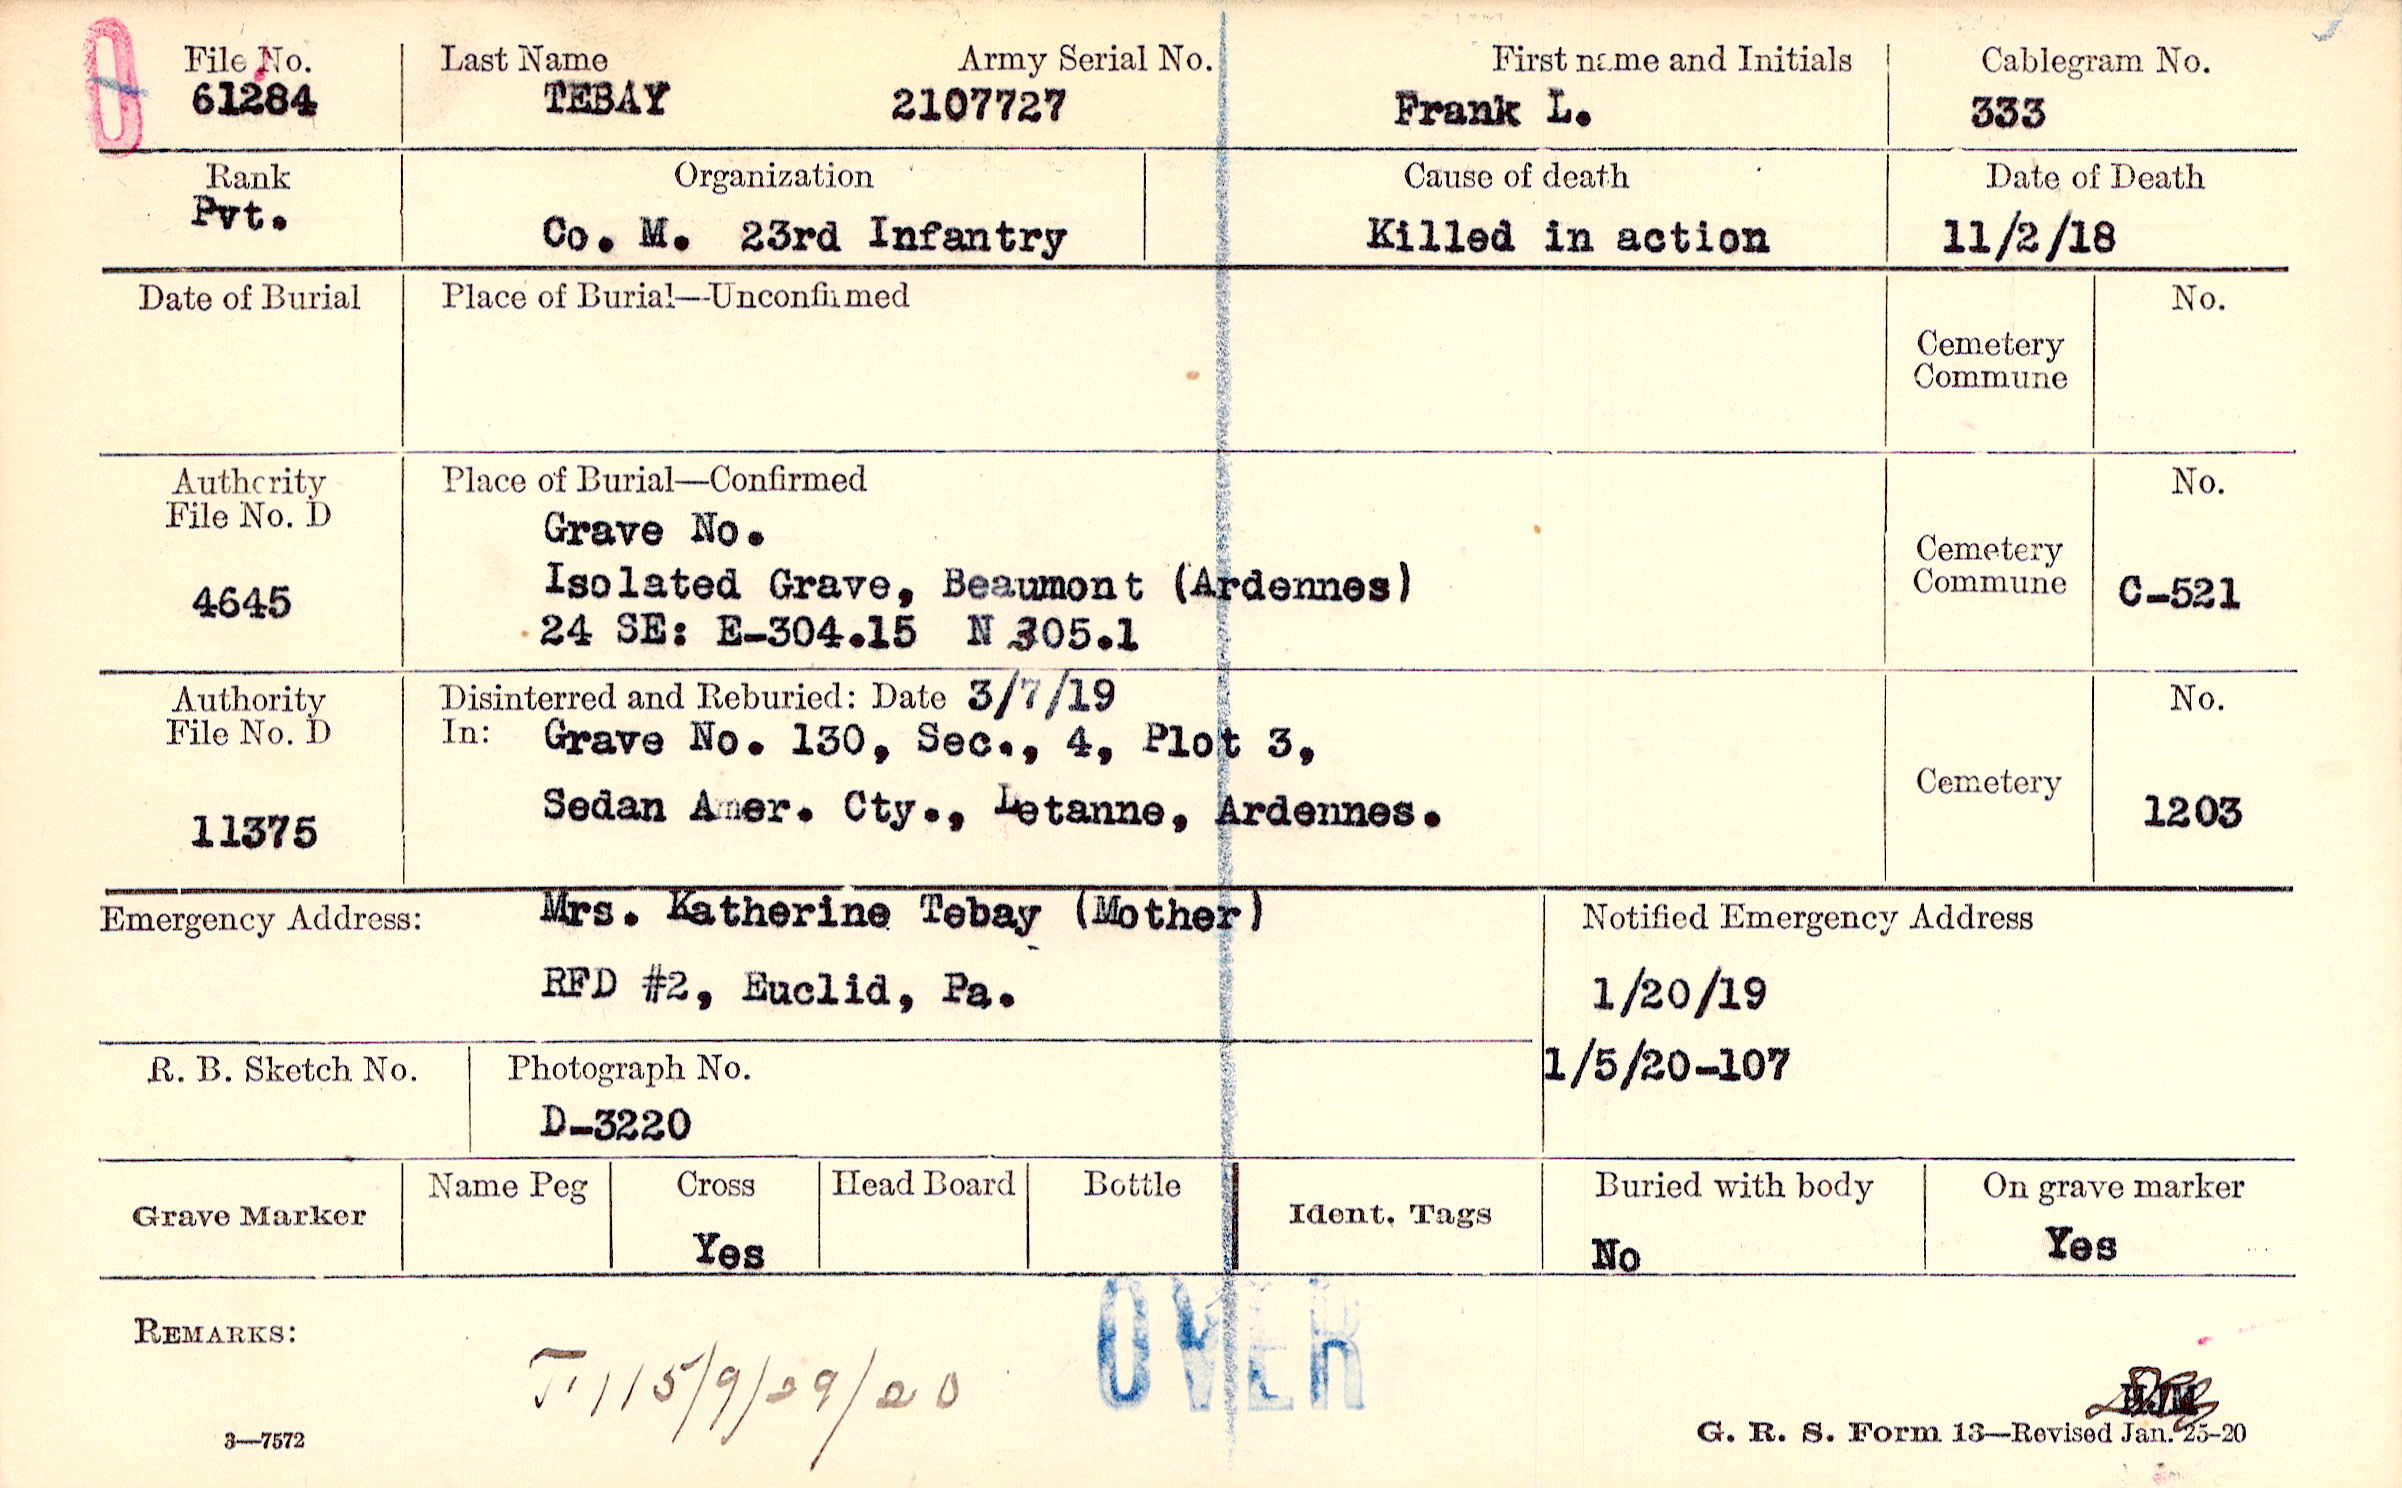 File No. Last Name Army Serial No. First name and Initials Cablegram No.
61284 TEBAY 2107727 Frank L. 333
Rank Organization Cause of death Date of Death
Pvt. Co. M. 23rd Infantry Killed in action 11/2/18
Date of Burial Place of Burial—Unconfirmed No.
Cemetery
Commune
Authority Place of Burial—Confirmed No.
File No. D
Grave No.
Cemetery
4645 Isolated Grave, Beaumont (Ardennes) Commune C-521
24 SE: E-304.15 N 305.1
Authority Disinterred and Reburied: Date 3/7/19 No.
File No. D In: Grave No. 130, Sec., 4, Plot 3,
Cemetery
11375 Sedan Amer. Cty., Letanne, Ardennes. 1203
Emergency Address: Mrs. Katherine Tebay (Mother) Notified Emergency Address
RFD #2, Euclid, Pa. 1/20/19
R. B. Sketch No. Photograph No. 1/5/20-107
D-3220
Grave Marker Name Peg Cross Head Board Bottle Ident. Tags Buried with body On grave marker
Yes No Yes
OVER
REMARKS:
3—7572
G. R. S. Form 13—Revised Jan. 25-20